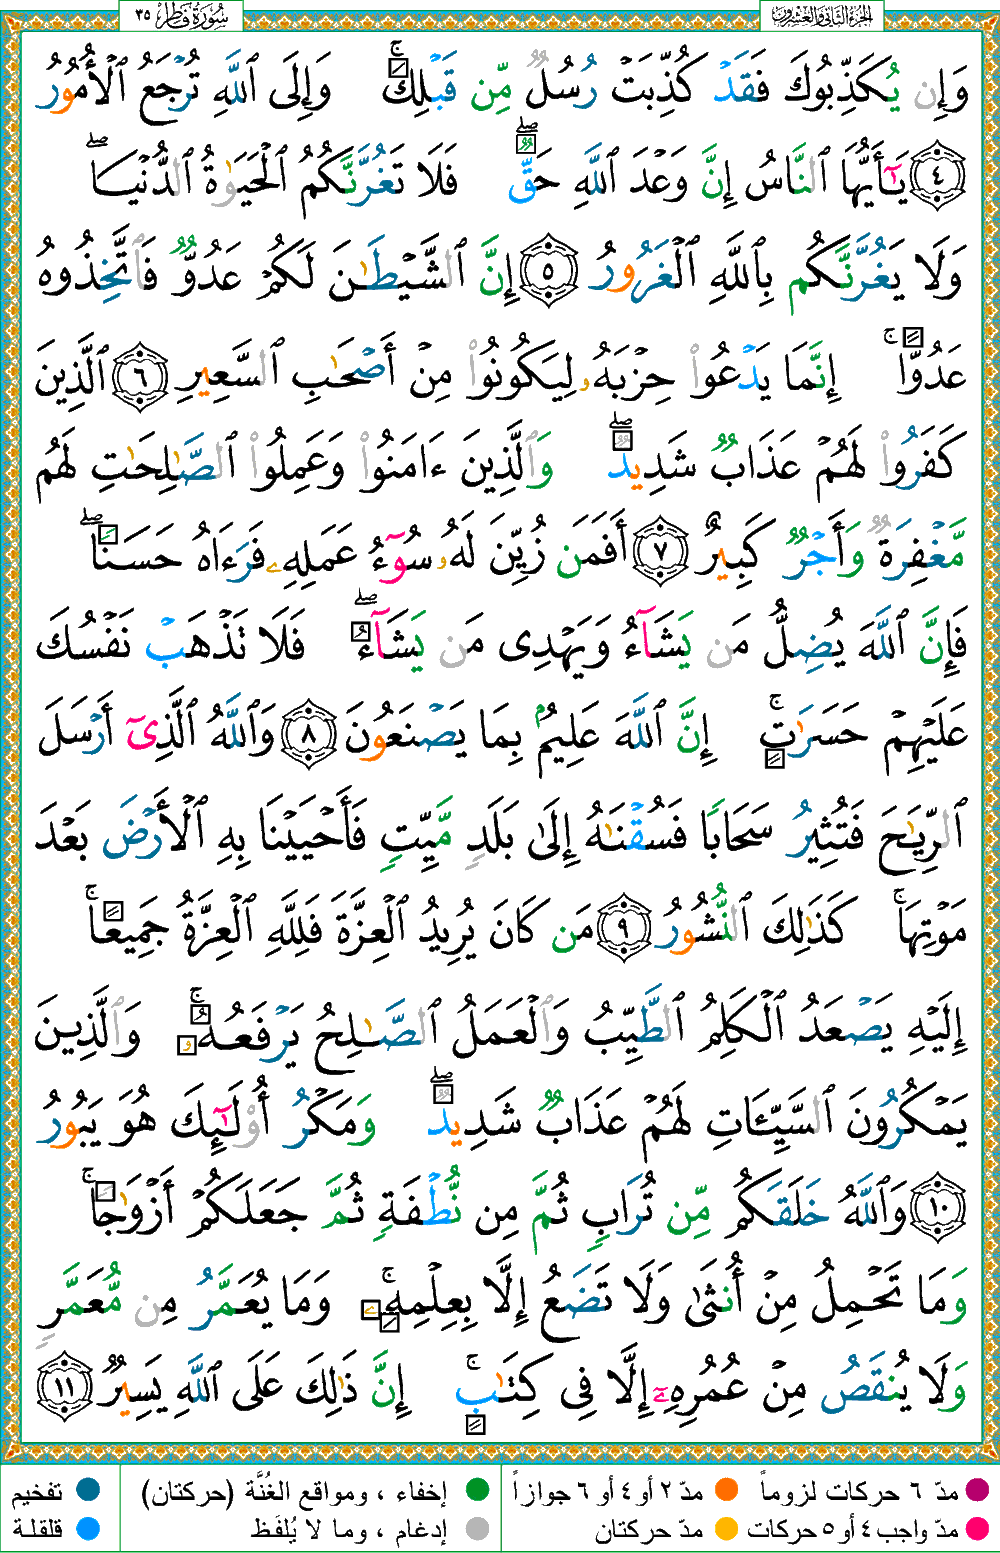 الجزء الثاني والعشرون
سورة فاطر ٣٥
وَإِن يُكَذِّبُوكَ فَقَدْ كُذِّبَتْ رُسُلٌ مِّن قَبْلِكَ ۚ وَإِلَى ٱللَّهِ تُرْجَعُ ٱلْأُمُورُ
﴿٤﴾ يَـٰٓأَيُّهَا ٱلنَّاسُ إِنَّ وَعْدَ ٱللَّهِ حَقٌّ ۖ فَلَا تَغُرَّنَّكُمُ ٱلْحَيَوٰةُ ٱلدُّنْيَا ۖ
وَلَا يَغُرَّنَّكُم بِٱللَّهِ ٱلْغَرُورُ ﴿٥﴾ إِنَّ ٱلشَّيْطَـٰنَ لَكُمْ عَدُوٌّ فَٱتَّخِذُوهُ
عَدُوًّا ۚ إِنَّمَا يَدْعُوا۟ حِزْبَهُۥ لِيَكُونُوا۟ مِنْ أَصْحَـٰبِ ٱلسَّعِيرِ ﴿٦﴾ ٱلَّذِينَ
كَفَرُوا۟ لَهُمْ عَذَابٌ شَدِيدٌ ۖ وَٱلَّذِينَ ءَامَنُوا۟ وَعَمِلُوا۟ ٱلصَّـٰلِحَـٰتِ لَهُم
مَّغْفِرَةٌ وَأَجْرٌ كَبِيرٌ ﴿٧﴾ أَفَمَن زُيِّنَ لَهُۥ سُوٓءُ عَمَلِهِۦ فَرَءَاهُ حَسَنًا ۖ
فَإِنَّ ٱللَّهَ يُضِلُّ مَن يَشَآءُ وَيَهْدِى مَن يَشَآءُ ۖ فَلَا تَذْهَبْ نَفْسُكَ
عَلَيْهِمْ حَسَرَٰتٍ ۚ إِنَّ ٱللَّهَ عَلِيمٌۢ بِمَا يَصْنَعُونَ ﴿٨﴾ وَٱللَّهُ ٱلَّذِىٓ أَرْسَلَ
ٱلرِّيَـٰحَ فَتُثِيرُ سَحَابًا فَسُقْنَـٰهُ إِلَىٰ بَلَدٍ مَّيِّتٍ فَأَحْيَيْنَا بِهِ ٱلْأَرْضَ بَعْدَ
مَوْتِهَا ۚ كَذَٰلِكَ ٱلنُّشُورُ ﴿٩﴾ مَن كَانَ يُرِيدُ ٱلْعِزَّةَ فَلِلَّهِ ٱلْعِزَّةُ جَمِيعًا ۚ
إِلَيْهِ يَصْعَدُ ٱلْكَلِمُ ٱلطَّيِّبُ وَٱلْعَمَلُ ٱلصَّـٰلِحُ يَرْفَعُهُۥ ۚ وَٱلَّذِينَ
يَمْكُرُونَ ٱلسَّيِّـَٔاتِ لَهُمْ عَذَابٌ شَدِيدٌ ۖ وَمَكْرُ أُو۟لَـٰٓئِكَ هُوَ يَبُورُ
﴿١٠﴾ وَٱللَّهُ خَلَقَكُم مِّن تُرَابٍ ثُمَّ مِن نُّطْفَةٍ ثُمَّ جَعَلَكُمْ أَزْوَٰجًا ۚ
وَمَا تَحْمِلُ مِنْ أُنثَىٰ وَلَا تَضَعُ إِلَّا بِعِلْمِهِۦ ۚ وَمَا يُعَمَّرُ مِن مُّعَمَّرٍ
وَلَا يُنقَصُ مِنْ عُمُرِهِۦٓ إِلَّا فِى كِتَـٰبٍ ۚ إِنَّ ذَٰلِكَ عَلَى ٱللَّهِ يَسِيرٌ ﴿١١﴾
مدّ ٦ حركات لزوماً مدّ ٢ أو ٤ أو ٦ جوازاً إخفاء ، ومواقع الغُنَّة (حركتان) تفخيم
مدّ واجب ٤ أو ٥ حركات مدّ حركتان إدغام ، وما لا يُلفَظ قلقلة